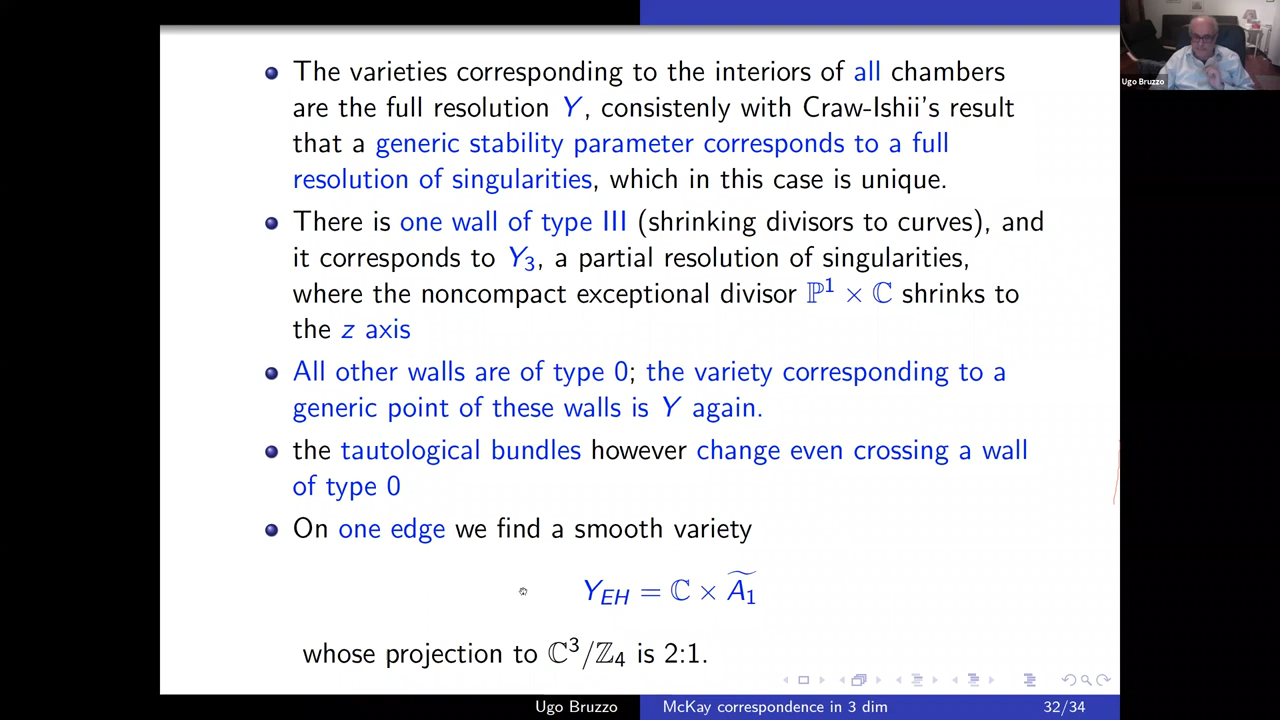 The varieties corresponding to the interiors of all chambers
are the full resolution Y, consistenly with Craw-Ishii's result
that a generic stability parameter corresponds to a full
resolution of singularities, which in this case is unique.
There is one wall of type III (shrinking divisors to curves), and
it corresponds to Y₃, a partial resolution of singularities,
where the noncompact exceptional divisor ℙ¹ × ℂ shrinks to
the z axis
All other walls are of type 0; the variety corresponding to a
generic point of these walls is Y again.
the tautological bundles however change even crossing a wall
of type 0
On one edge we find a smooth variety
Y_{EH} = ℂ × \widetilde{A_1}
whose projection to ℂ³/ℤ₄ is 2:1.
Ugo Bruzzo McKay correspondence in 3 dim 32/34
Ugo Bruzzo